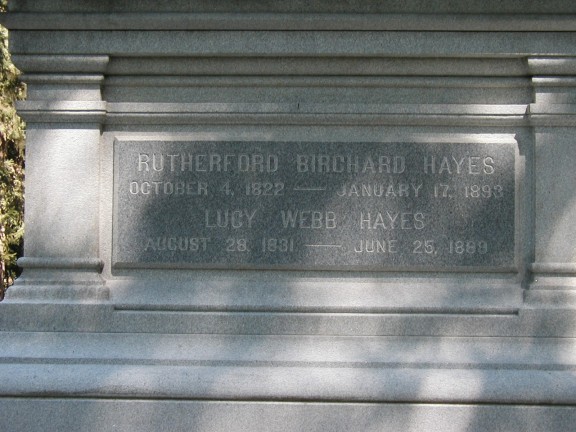 RUTHERFORD BIRCHARD HAYES
OCTOBER 4, 1822 — JANUARY 17, 1893
LUCY WEBB HAYES
AUGUST 28, 1831 — JUNE 25, 1889